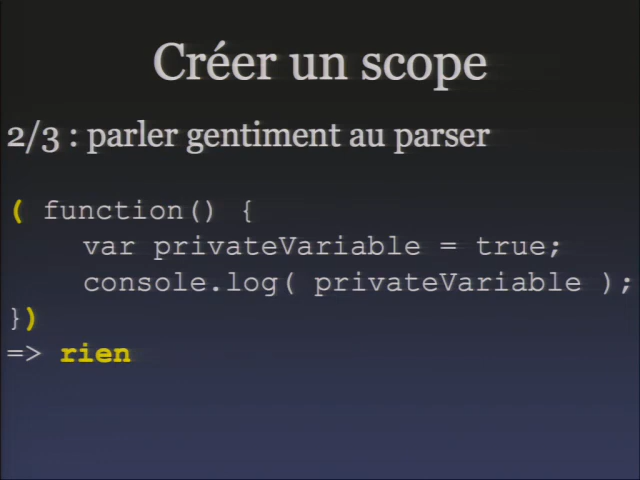 Créer un scope
2/3 : parler gentiment au parser
( function() {
var privateVariable = true;
console.log( privateVariable );
})
=> rien